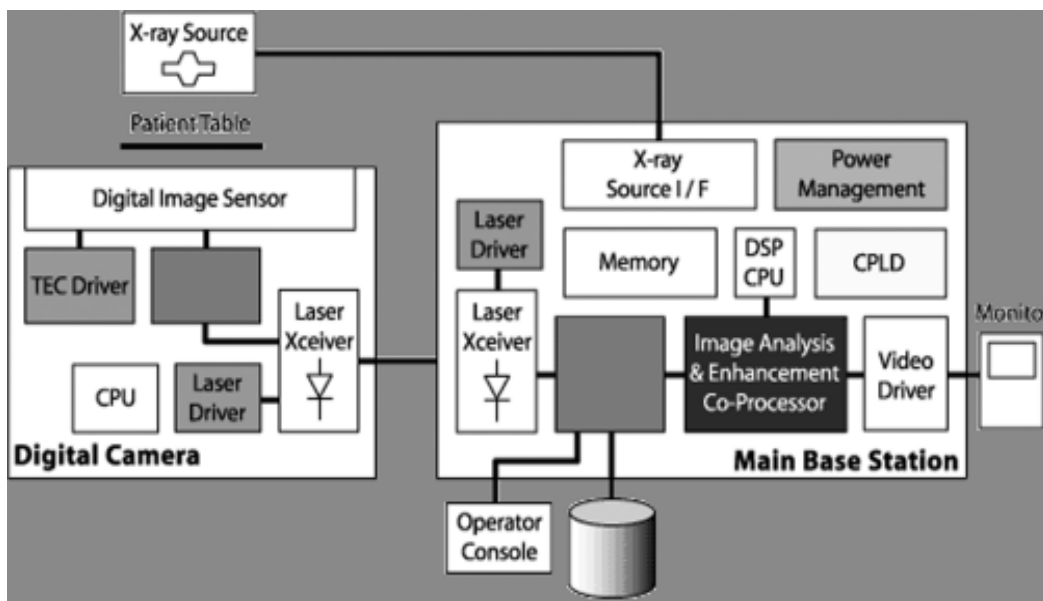 X-ray Source
Patient Table
Digital Image Sensor
TEC Driver
Laser
Xceiver
CPU
Laser
Driver
Digital Camera
X-ray
Source I / F
Power
Management
Laser
Driver
Memory
DSP
CPU
CPLD
Laser
Xceiver
Image Analysis
& Enhancement
Co-Processor
Video
Driver
Main Base Station
Monito
Operator
Console